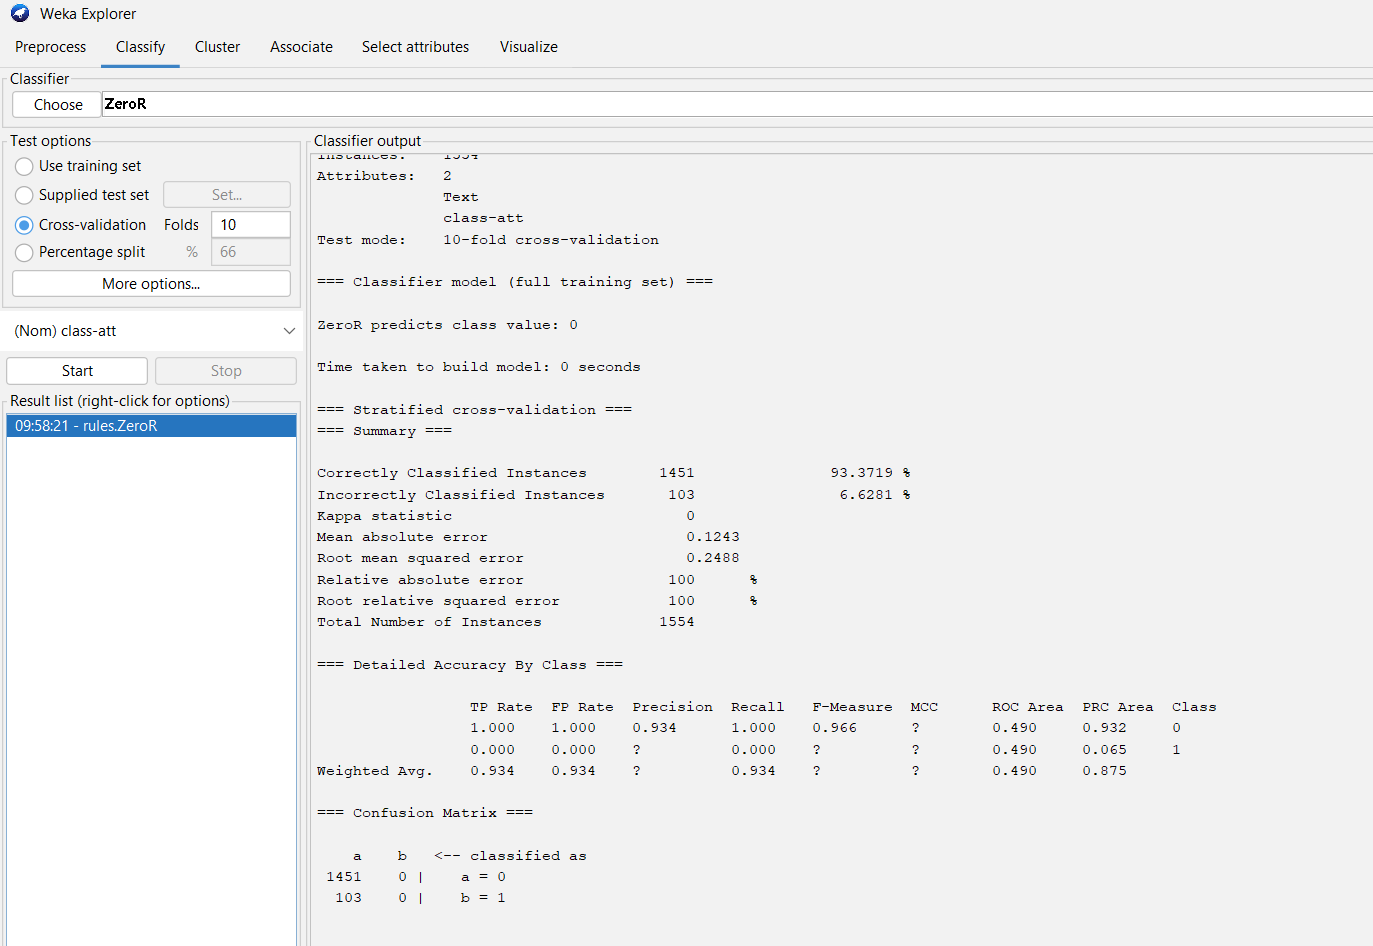 Weka Explorer
Preprocess Classify Cluster Associate Select attributes Visualize
Classifier
Choose ZeroR
Test options
Use training set
Supplied test set Set...
Cross-validation Folds 10
Percentage split % 66
More options...
(Nom) class-att
Start Stop
Result list (right-click for options)
09:58:21 - rules.ZeroR
Classifier output
Instances: 1554
Attributes: 2
Text
class-att
Test mode: 10-fold cross-validation
=== Classifier model (full training set) ===
ZeroR predicts class value: 0
Time taken to build model: 0 seconds
=== Stratified cross-validation ===
=== Summary ===
Correctly Classified Instances 1451 93.3719 %
Incorrectly Classified Instances 103 6.6281 %
Kappa statistic 0
Mean absolute error 0.1243
Root mean squared error 0.2488
Relative absolute error 100 %
Root relative squared error 100 %
Total Number of Instances 1554
=== Detailed Accuracy By Class ===
TP Rate FP Rate Precision Recall F-Measure MCC ROC Area PRC Area Class
1.000 1.000 0.934 1.000 0.966 ? 0.490 0.932 0
0.000 0.000 ? 0.000 ? ? 0.490 0.065 1
Weighted Avg. 0.934 0.934 ? 0.934 ? ? 0.490 0.875
=== Confusion Matrix ===
a b <-- classified as
1451 0 | a = 0
103 0 | b = 1